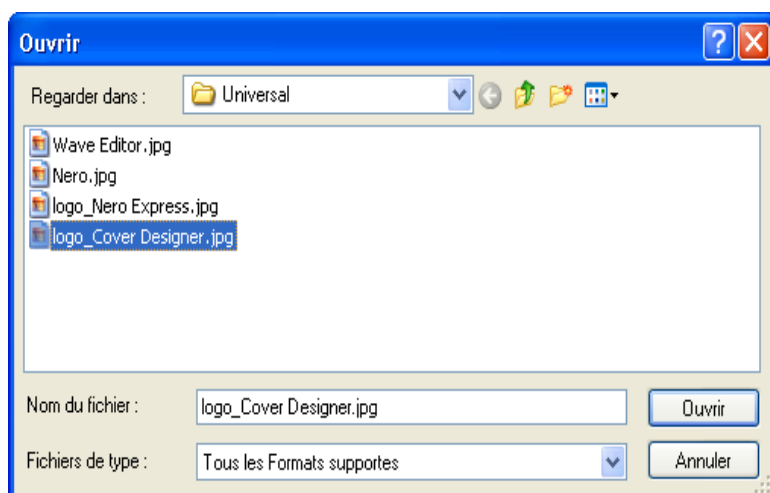 Ouvrir
Regarder dans :
Universal
Wave Editor.jpg
Nero.jpg
logo_Nero Express.jpg
logo_Cover Designer.jpg
Nom du fichier :
logo_Cover Designer.jpg
Ouvrir
Fichiers de type :
Tous les Formats supportes
Annuler